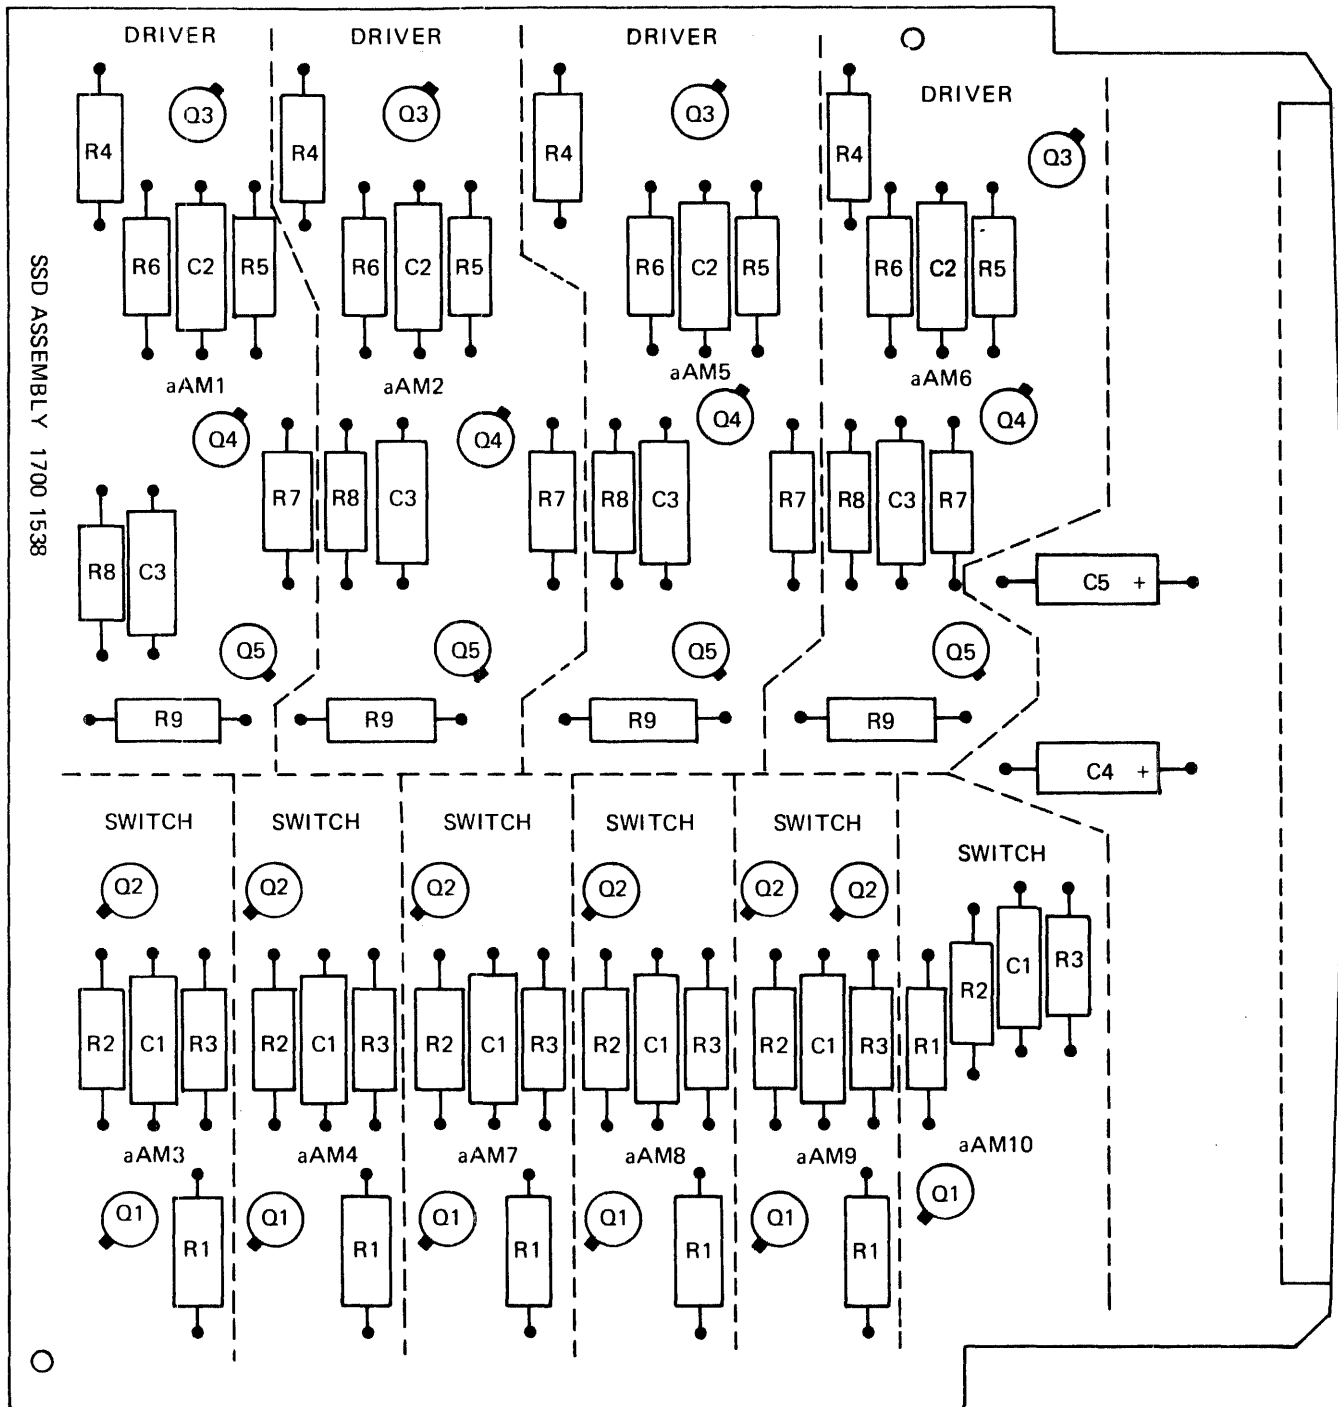 DRIVER DRIVER DRIVER
DRIVER
Q3 Q3 Q3
Q3
R4 R4 R4 R4
R6 C2 R5 R6 C2 R5 R6 C2 R5 R6 C2 R5
aAM1 aAM2 aAM5 aAM6
Q4 Q4 Q4 Q4
R7 R8 C3 R7 R8 C3 R7 R8 C3 R7
R8 C3 C5 +
Q5 Q5 Q5 Q5
R9 R9 R9 R9
C4 +
SSD ASSEMBLY 1700 1538
SWITCH SWITCH SWITCH SWITCH SWITCH
SWITCH
Q2 Q2 Q2 Q2 Q2 Q2
R2 C1 R3
R2 C1 R3 R2 C1 R3 R2 C1 R3 R2 C1 R3 R2 C1 R3 R1
aAM3 aAM4 aAM7 aAM8 aAM9 aAM10
Q1 Q1 Q1 Q1 Q1 Q1
R1 R1 R1 R1 R1